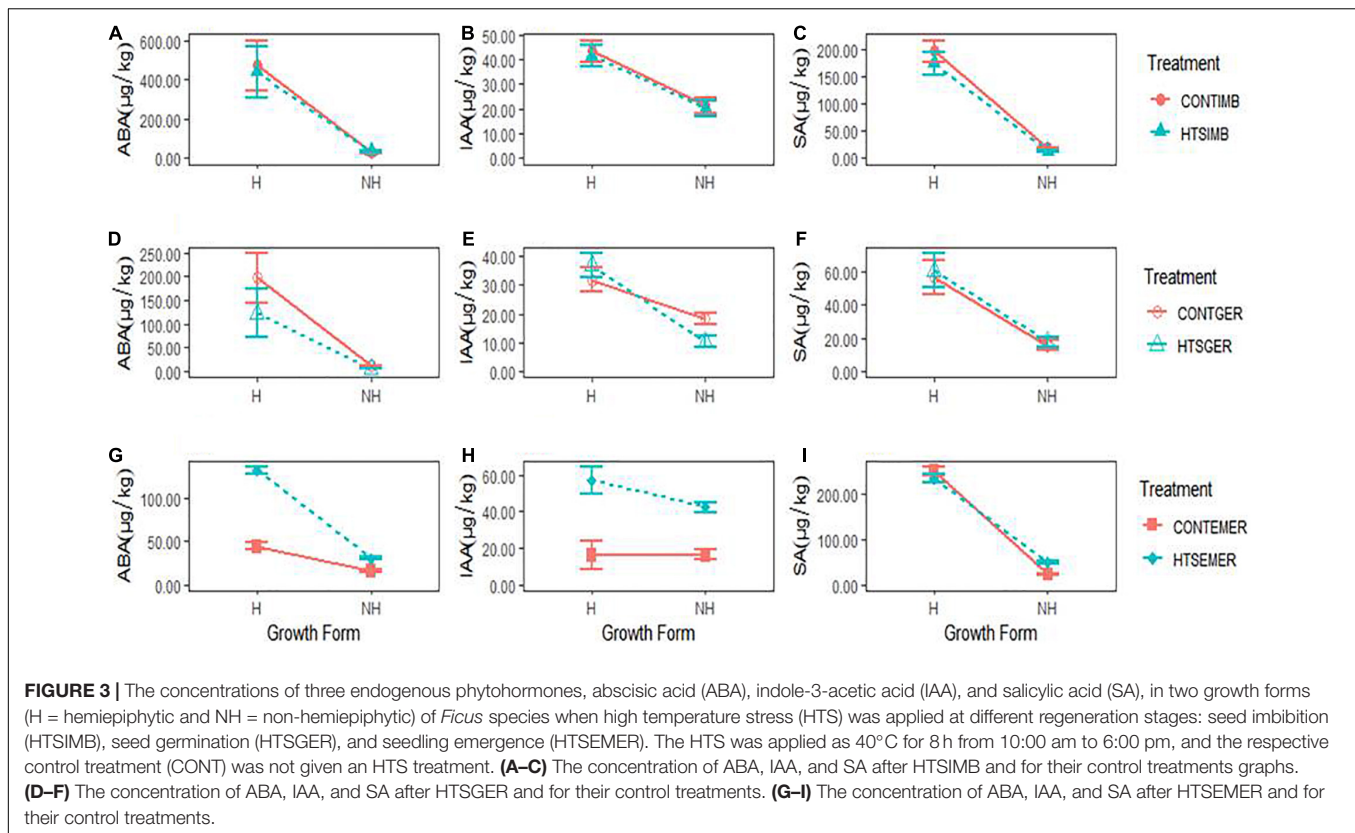 A
ABA(µg/kg)
600.00
400.00
200.00
0.00
H NH
B
IAA(µg/kg)
50.00
40.00
30.00
20.00
10.00
0.00
H NH
C
SA(µg/kg)
200.00
150.00
100.00
50.00
0.00
H NH
Treatment
CONTIMB
HTSIMB
D
ABA(µg/kg)
250.00
200.00
150.00
100.00
50.00
0.00
H NH
E
IAA(µg/kg)
40.00
30.00
20.00
10.00
0.00
H NH
F
SA(µg/kg)
60.00
40.00
20.00
0.00
H NH
Treatment
CONTGER
HTSGER
G
ABA(µg/kg)
100.00
50.00
0.00
H NH
Growth Form
H
IAA(µg/kg)
60.00
40.00
20.00
0.00
H NH
Growth Form
I
SA(µg/kg)
200.00
100.00
0.00
H NH
Growth Form
Treatment
CONTEMER
HTSEMER
FIGURE 3 | The concentrations of three endogenous phytohormones, abscisic acid (ABA), indole-3-acetic acid (IAA), and salicylic acid (SA), in two growth forms
(H = hemiepiphytic and NH = non-hemiepiphytic) of Ficus species when high temperature stress (HTS) was applied at different regeneration stages: seed imbibition
(HTSIMB), seed germination (HTSGER), and seedling emergence (HTSEMER). The HTS was applied as 40°C for 8 h from 10:00 am to 6:00 pm, and the respective
control treatment (CONT) was not given an HTS treatment. (A–C) The concentration of ABA, IAA, and SA after HTSIMB and for their control treatments graphs.
(D–F) The concentration of ABA, IAA, and SA after HTSGER and for their control treatments. (G–I) The concentration of ABA, IAA, and SA after HTSEMER and for
their control treatments.